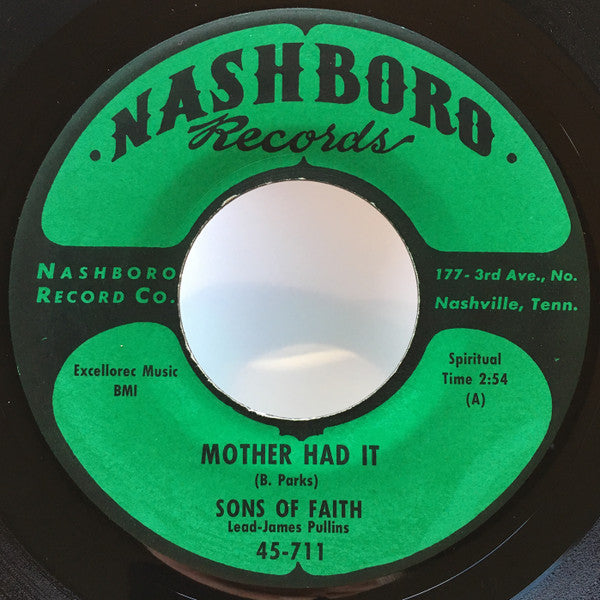 NASHBORO
Records
NASHBORO
RECORD CO.
177-3rd Ave., No.
Nashville, Tenn.
Excellorec Music
BMI
Spiritual
Time 2:54
(A)
MOTHER HAD IT
(B. Parks)
SONS OF FAITH
Lead-James Pullins
45-711